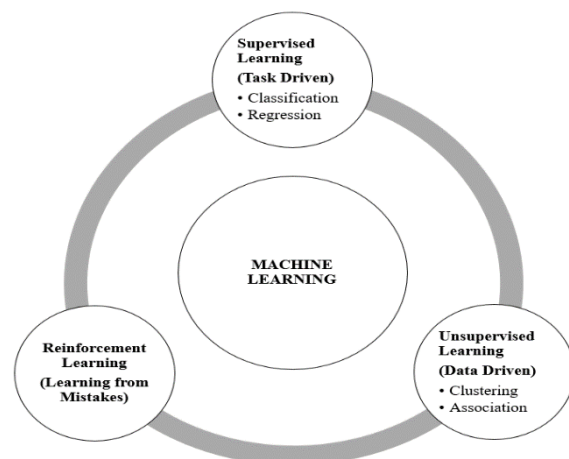 Supervised
Learning
(Task Driven)
• Classification
• Regression
MACHINE
LEARNING
Reinforcement
Learning
(Learning from
Mistakes)
Unsupervised
Learning
(Data Driven)
• Clustering
• Association